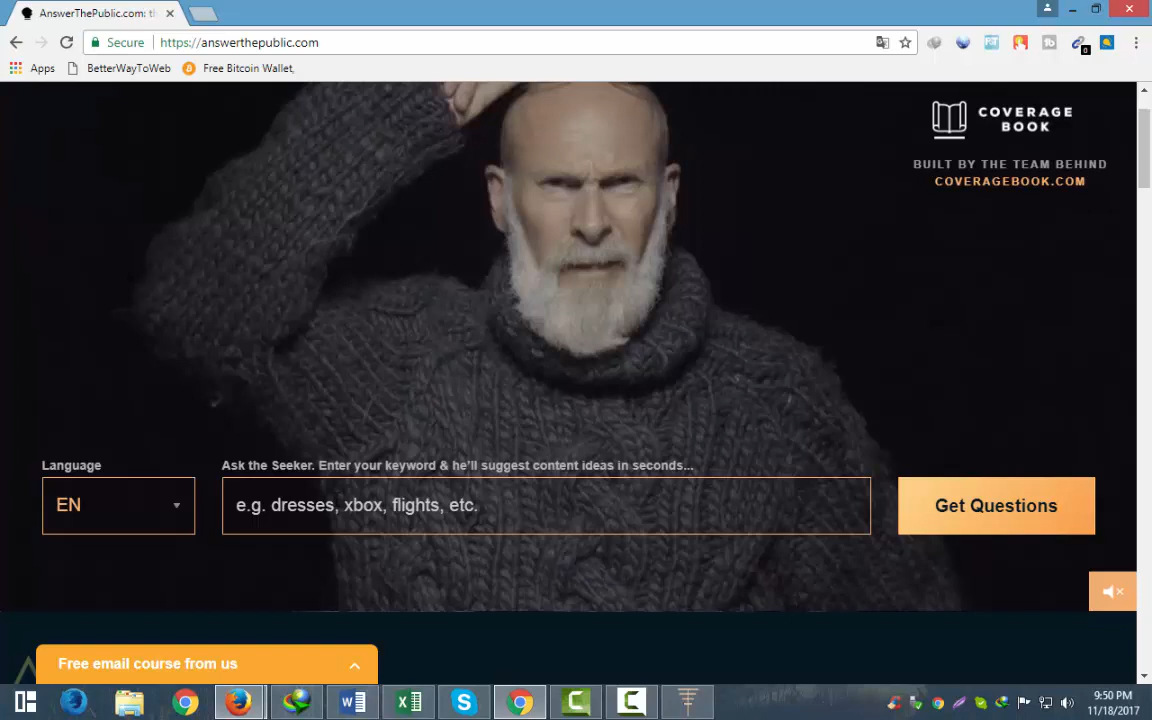 AnswerThePublic.com: t
Secure https://answerthepublic.com
Apps BetterWayToWeb Free Bitcoin Wallet,
COVERAGE
BOOK
BUILT BY THE TEAM BEHIND
COVERAGEBOOK.COM
Language
Ask the Seeker. Enter your keyword & he'll suggest content ideas in seconds...
EN
e.g. dresses, xbox, flights, etc.
Get Questions
Free email course from us
9:50 PM
11/18/2017